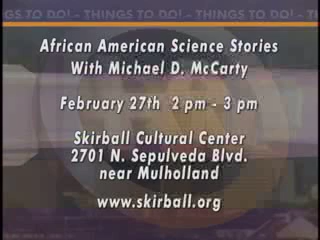 GS TO DO! - THINGS TO DO! - THINGS TO DO! -
African American Science Stories
With Michael D. McCarty
February 27th 2 pm - 3 pm
Skirball Cultural Center
2701 N. Sepulveda Blvd.
near Mulholland
www.skirball.org